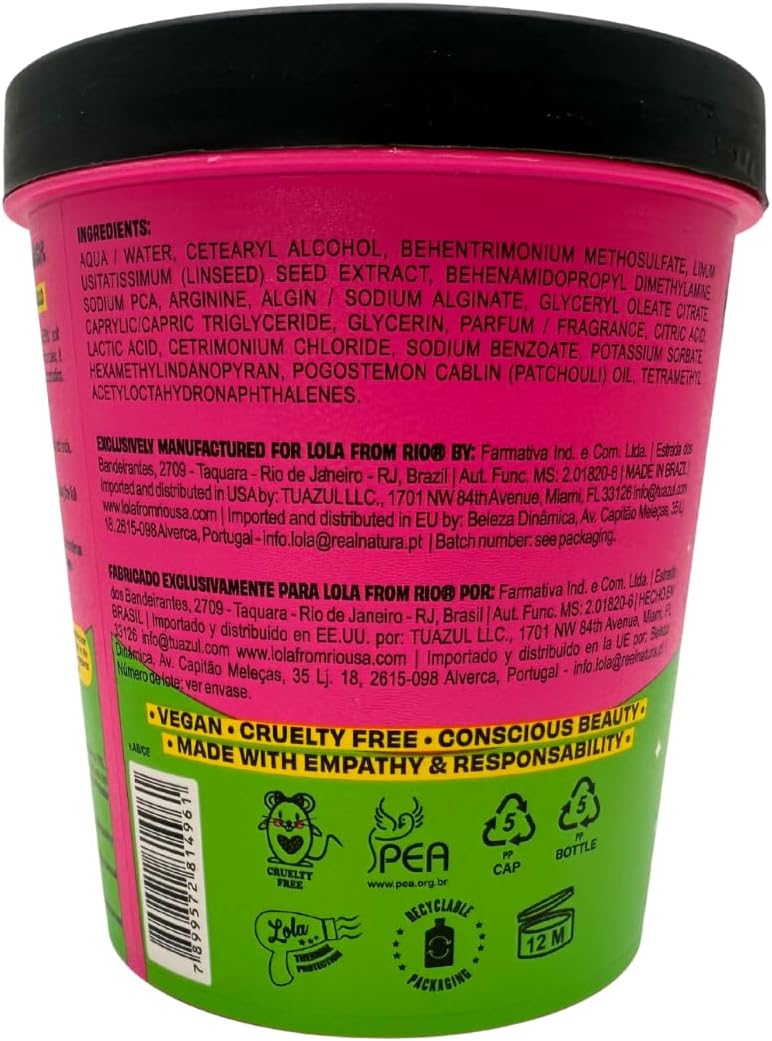 INGREDIENTS:
AQUA / WATER, CETEARYL ALCOHOL, BEHENTRIMONIUM METHOSULFATE, LINUM
USITATISSIMUM (LINSEED) SEED EXTRACT, BEHENAMIDOPROPYL DIMETHYLAMINE,
SODIUM PCA, ARGININE, ALGIN / SODIUM ALGINATE, GLYCERYL OLEATE CITRATE,
CAPRYLIC/CAPRIC TRIGLYCERIDE, GLYCERIN, PARFUM / FRAGRANCE, CITRIC ACID,
LACTIC ACID, CETRIMONIUM CHLORIDE, SODIUM BENZOATE, POTASSIUM SORBATE,
HEXAMETHYLINDANOPYRAN, POGOSTEMON CABLIN (PATCHOULI) OIL, TETRAMETHYL
ACETYLOCTAHYDRONAPHTHALENES.
EXCLUSIVELY MANUFACTURED FOR LOLA FROM RIO® BY: Farmativa Ind. e Com. Ltda. | Estrada dos
Bandeirantes, 2709 - Taquara - Rio de Janeiro - RJ, Brazil | Aut. Func. MS: 2.01820-6 | MADE IN BRAZIL
Imported and distributed in USA by: TUAZUL LLC., 1701 NW 84th Avenue, Miami, FL 33126 info@tuazul.com
www.lolafromriousa.com | Imported and distributed in EU by: Beleza Dinâmica, Av. Capitão Meleças, 35 Lj.
18, 2615-098 Alverca, Portugal - info.lola@realnatura.pt | Batch number: see packaging.
FABRICADO EXCLUSIVAMENTE PARA LOLA FROM RIO® POR: Farmativa Ind. e Com. Ltda. | Estrada
dos Bandeirantes, 2709 - Taquara - Rio de Janeiro - RJ, Brasil | Aut. Func. MS: 2.01820-6 | HECHO EN
BRASIL | Importado y distribuido en EE.UU. por: TUAZUL LLC., 1701 NW 84th Avenue, Miami, FL
33126 info@tuazul.com www.lolafromriousa.com | Importado y distribuido en la UE por: Beleza
Dinâmica, Av. Capitão Meleças, 35 Lj. 18, 2615-098 Alverca, Portugal - info.lola@realnatura.pt
Número de lote: ver envase.
• VEGAN • CRUELTY FREE • CONSCIOUS BEAUTY •
• MADE WITH EMPATHY & RESPONSABILITY •
CRUELTY
FREE
PEA
www.pea.org.br
5
PP
CAP
5
PP
BOTTLE
7 899572 814961
Lola
THERMAL
PROTECTION
RECYCLABLE
PACKAGING
12 M